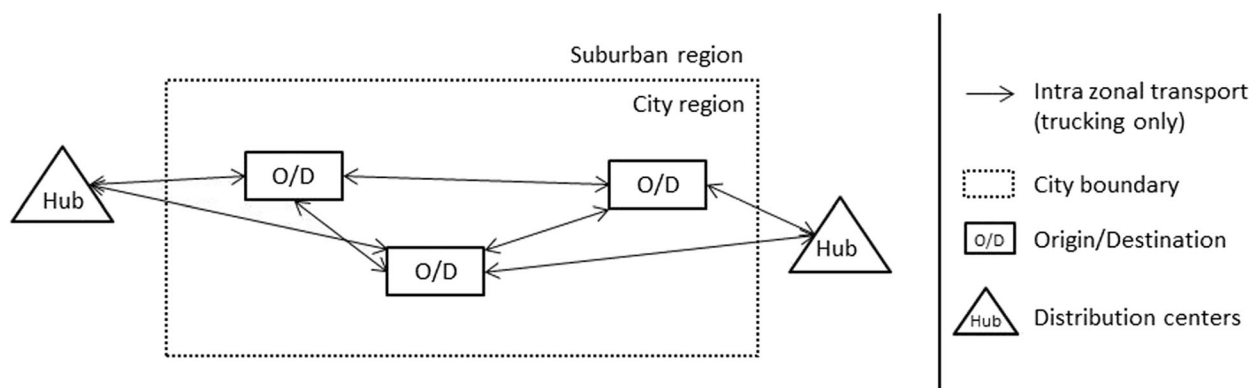 Suburban region
City region
Hub
O/D
O/D
O/D
Hub
Intra zonal transport
(trucking only)
City boundary
O/D Origin/Destination
Hub Distribution centers